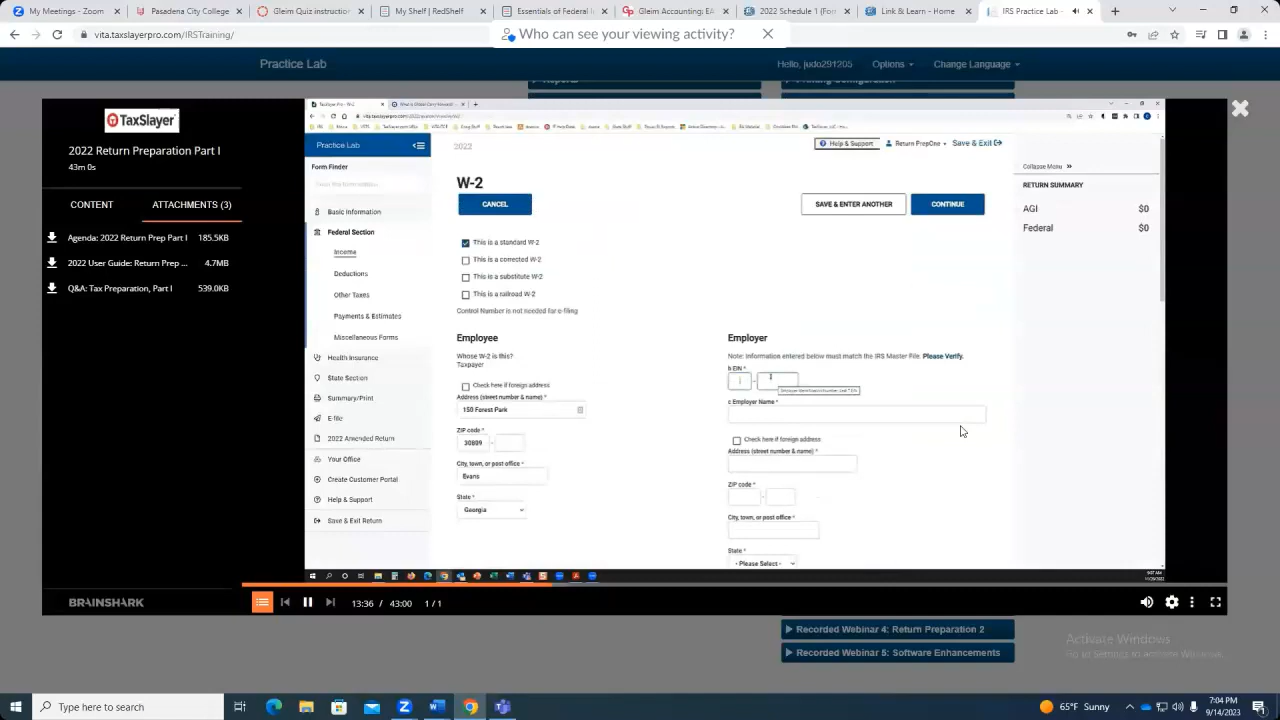 My Meetings - Zoom
Pasadena City College
Gleim Quizzes
My Shelf | RedShelf
Essentials of Federal I
Gleim Accounting EA
2022 Schedule 1 (Form
Link & Learn - Home
IRS Training
vita.taxslayerpro.com/IRSTraining/
Who can see your viewing activity?
Practice Lab
Hello, judo291205
Options
Change Language
TaxSlayer
2022 Return Preparation Part I
43m 0s
CONTENT
ATTACHMENTS (3)
Agenda: 2022 Return Prep Part I 185.5KB
2022 User Guide: Return Prep ... 4.7MB
Q&A: Tax Preparation, Part I 539.0KB
Practice Lab
Form Finder
Basic Information
Federal Section
Income
Deductions
Other Taxes
Payments & Estimates
Miscellaneous Forms
Health Insurance
State Section
Summary/Print
E-file
2022 Amended Return
Your Office
Create Customer Portal
Help & Support
Save & Exit Return
2022
Help & Support
Return PrepOne
Save & Exit
W-2
CANCEL
SAVE & ENTER ANOTHER
CONTINUE
This is a standard W-2
This is a corrected W-2
This is a substitute W-2
This is a railroad W-2
Control Number is not needed for e-filing
Employee
Whose W-2 is this?
Taxpayer
Check here if foreign address
Address (street number & name) *
150 Forest Park
ZIP code *
30809 -
City, town, or post office *
Evans
State *
Georgia
Employer
Note: Information entered below must match the IRS Master File. Please Verify.
b EIN *
c Employer Name *
Check here if foreign address
Address (street number & name) *
ZIP code *
City, town, or post office *
State *
- Please Select -
Collapse Menu
RETURN SUMMARY
AGI $0
Federal $0
BRAINSHARK
13:36 / 43:00 1 / 1
Recorded Webinar 4: Return Preparation 2
Recorded Webinar 5: Software Enhancements
Activate Windows
Go to Settings to activate Windows.
Type here to search
65°F Sunny
7:04 PM
9/14/2023